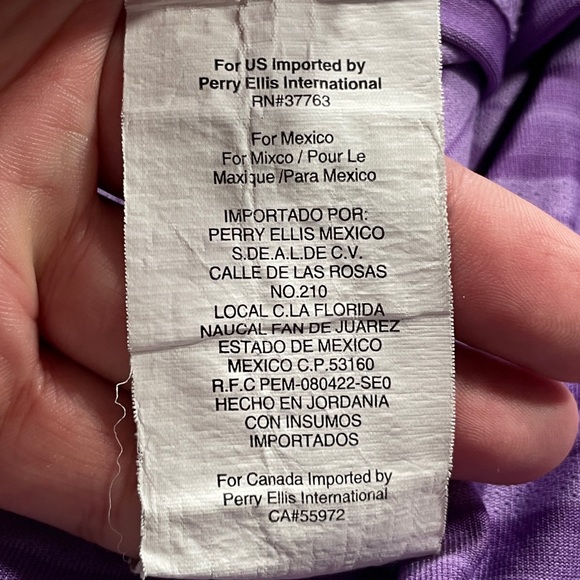 For US Imported by
Perry Ellis International
RN#37763
For Mexico
For Mixco / Pour Le
Maxique /Para Mexico
IMPORTADO POR:
PERRY ELLIS MEXICO
S.DE.A.L.DE C.V.
CALLE DE LAS ROSAS
NO.210
LOCAL C.LA FLORIDA
NAUCAL FAN DE JUAREZ
ESTADO DE MEXICO
MEXICO C.P.53160
R.F.C PEM-080422-SE0
HECHO EN JORDANIA
CON INSUMOS
IMPORTADOS
For Canada Imported by
Perry Ellis International
CA#55972